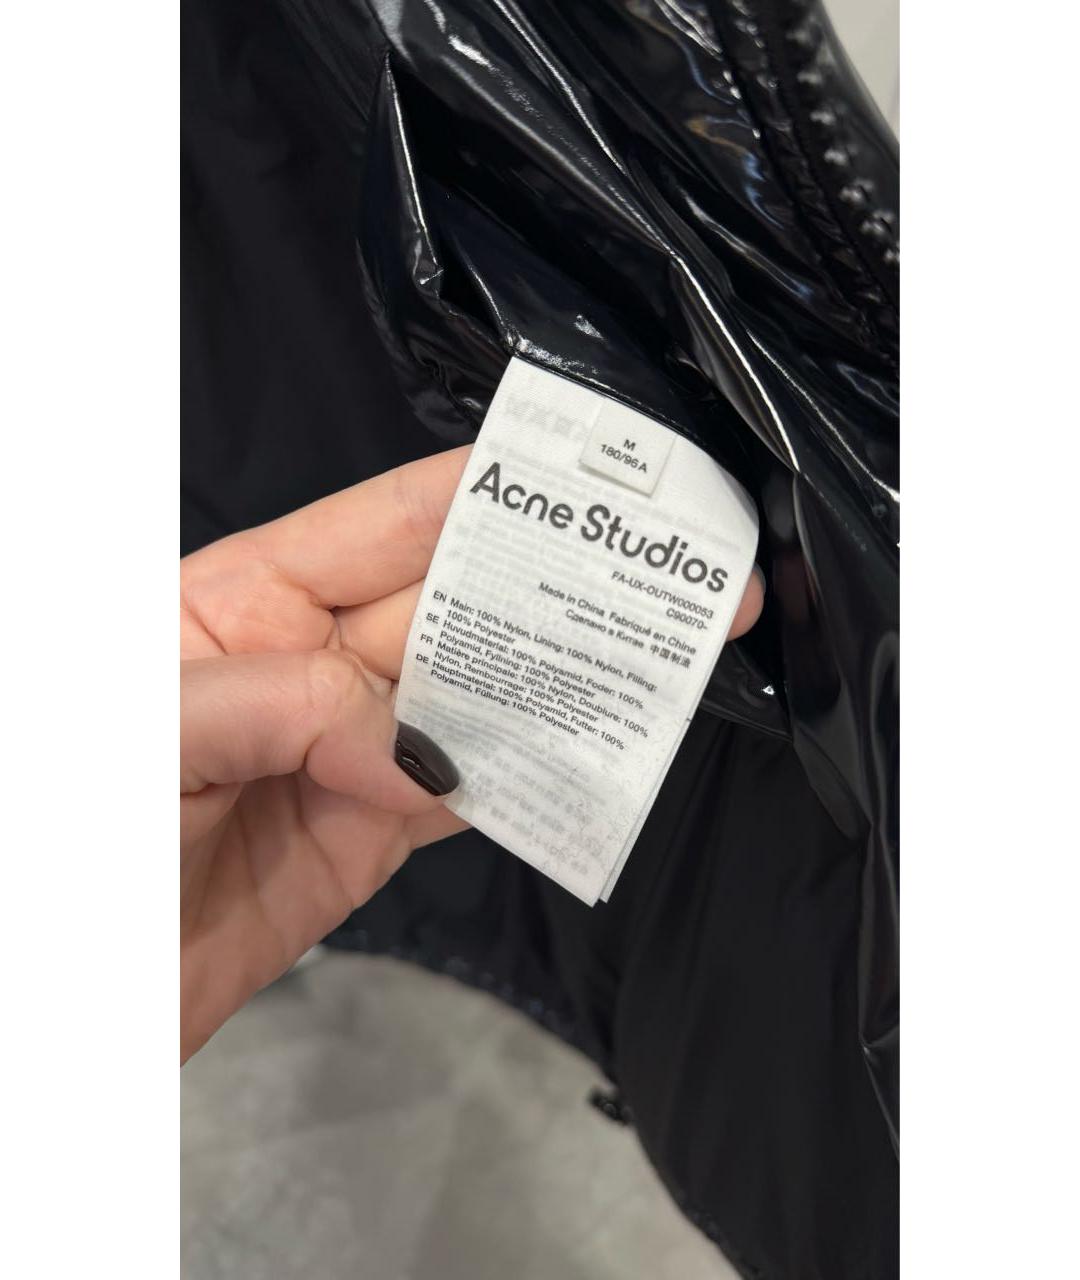 M
180/96A
Acne Studios
FA-UX-OUTW000053
C90070-
Made in China Fabriqué en Chine
Сделано в Китае 中国制造
EN Main: 100% Nylon, Lining: 100% Nylon, Filling:
100% Polyester
SE Huvudmaterial: 100% Polyamid, Foder: 100%
Polyamid, Fyllning: 100% Polyester
FR Matière principale: 100% Nylon, Doublure: 100%
Nylon, Rembourrage: 100% Polyester
DE Hauptmaterial: 100% Polyamid, Futter: 100%
Polyamid, Füllung: 100% Polyester